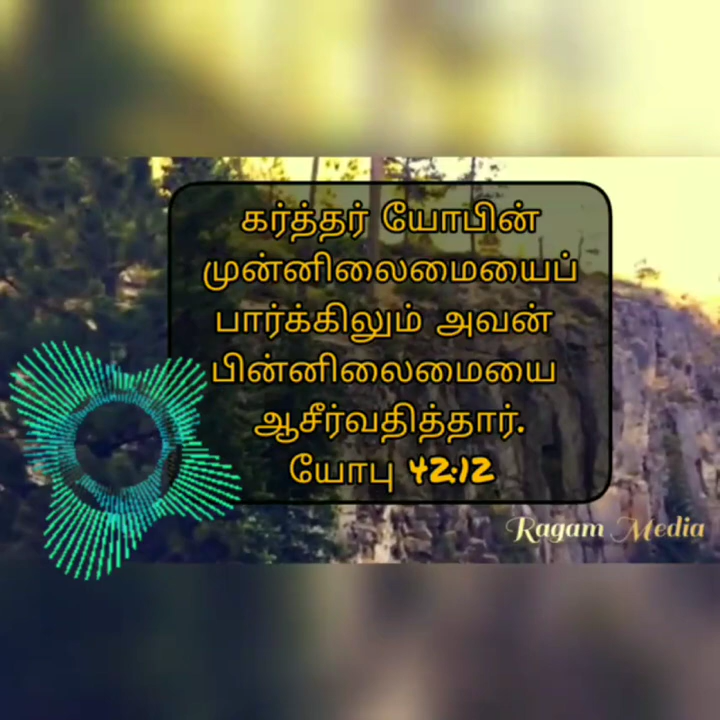 கர்த்தர் யோபின்
முன்னிலைமையைப்
பார்க்கிலும் அவன்
பின்னிலைமையை
ஆசீர்வதித்தார்.
யோபு 42:12
Ragam Media